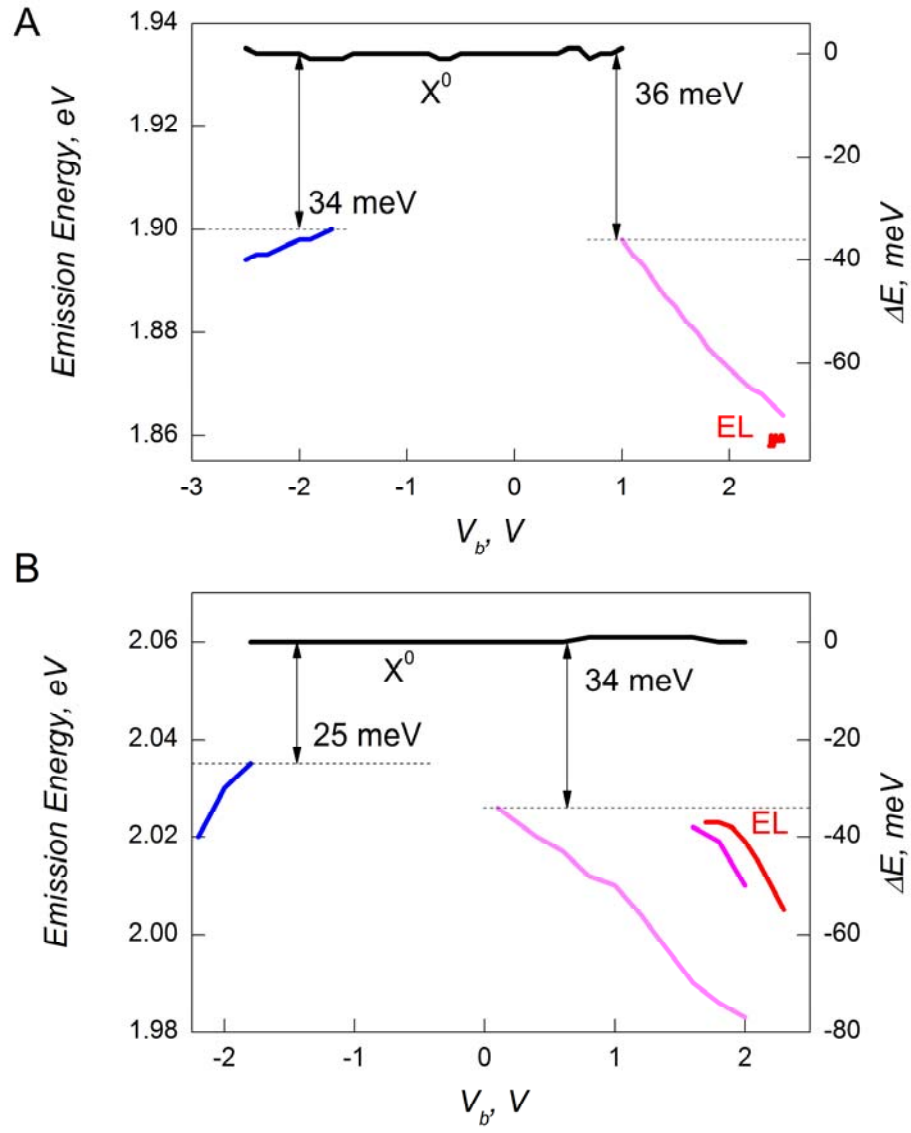 A
1.94
1.92
1.90
1.88
1.86
Emission Energy, eV
X⁰
36 meV
34 meV
EL
0
-20
-40
-60
ΔE, meV
-3
-2
-1
0
1
2
V_b, V
B
2.06
2.04
2.02
2.00
1.98
Emission Energy, eV
X⁰
34 meV
25 meV
EL
0
-20
-40
-60
-80
ΔE, meV
-2
-1
0
1
2
V_b, V